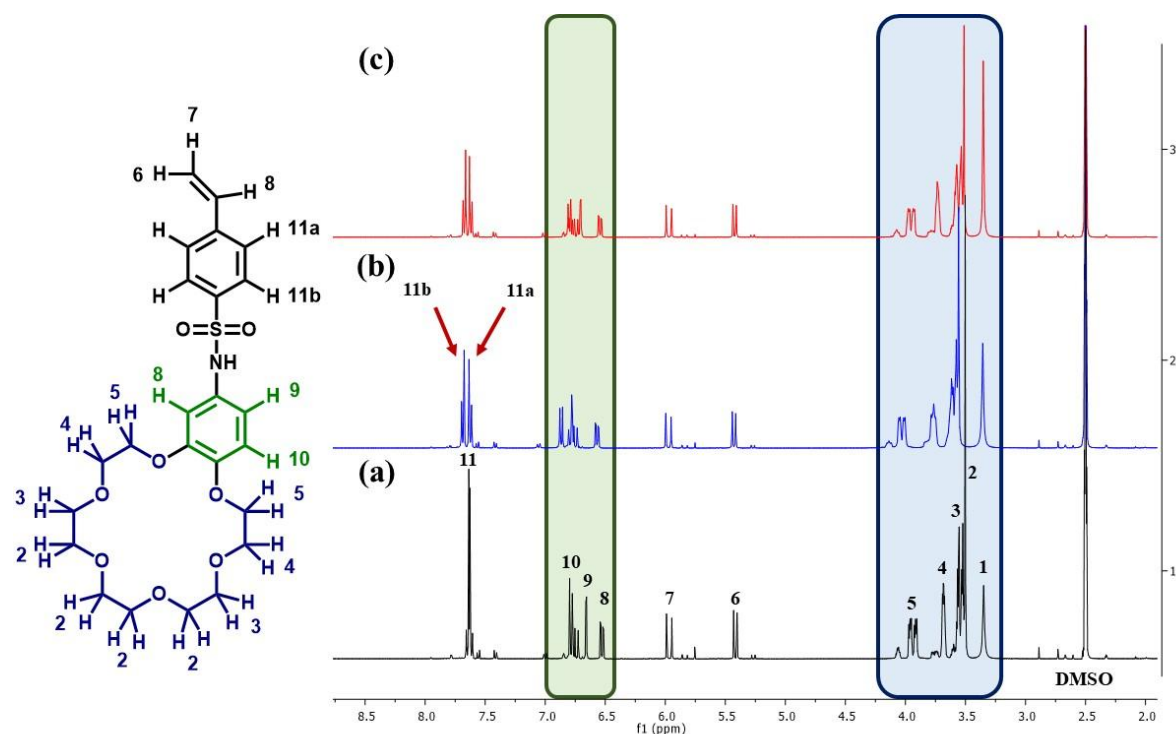 (c)
7
H
6 H H 8
H H 11a
H H 11b
O=S=O
NH
8
H H 9
5
H H
4
H
H H 10
O
O
O
H
3 H
H
2 H
O
O
O
O
H 5
H
H
H 4
H H
2
H H
2
H H
2
H H
3
(b)
11b 11a
(a)
11
10
9
8
7
6
5
4
3
2
1
DMSO
3
2
1
8.5 8.0 7.5 7.0 6.5 6.0 5.5 5.0 4.5 4.0 3.5 3.0 2.5 2.0
f1 (ppm)